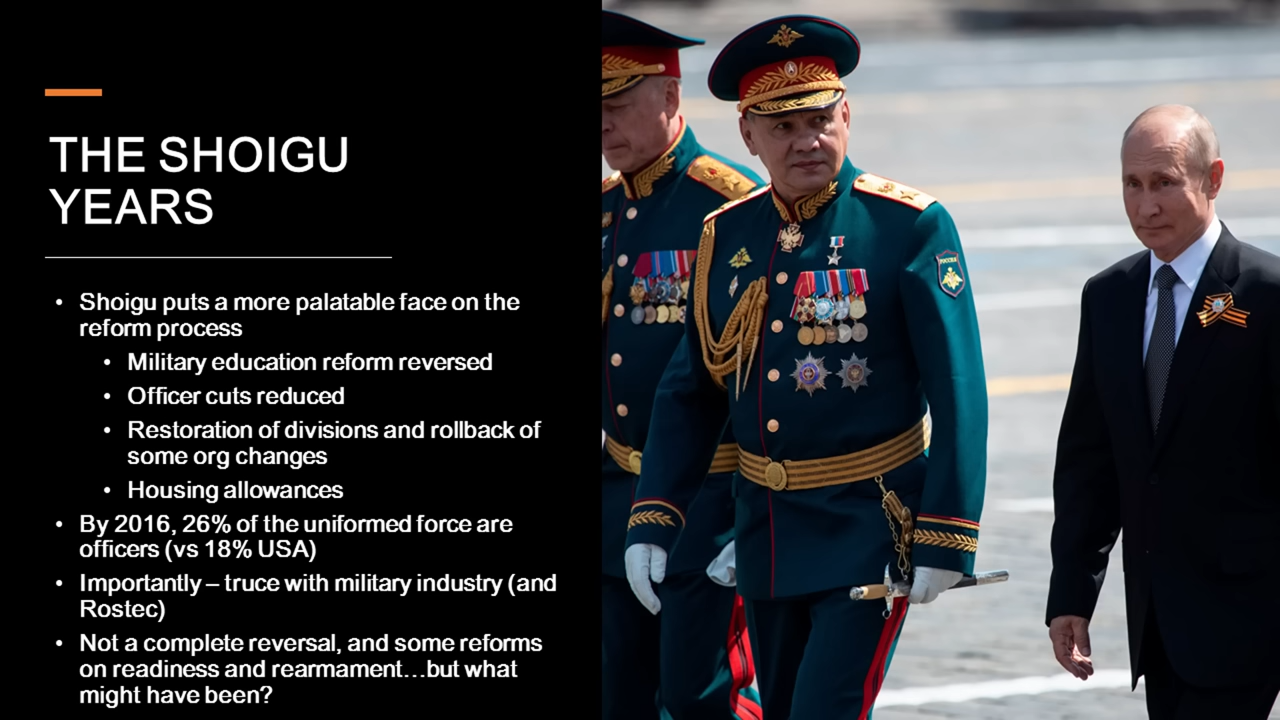 THE SHOIGU
YEARS
• Shoigu puts a more palatable face on the
reform process
• Military education reform reversed
• Officer cuts reduced
• Restoration of divisions and rollback of
some org changes
• Housing allowances
• By 2016, 26% of the uniformed force are
officers (vs 18% USA)
• Importantly – truce with military industry (and
Rostec)
• Not a complete reversal, and some reforms
on readiness and rearmament…but what
might have been?
РОССИЯ